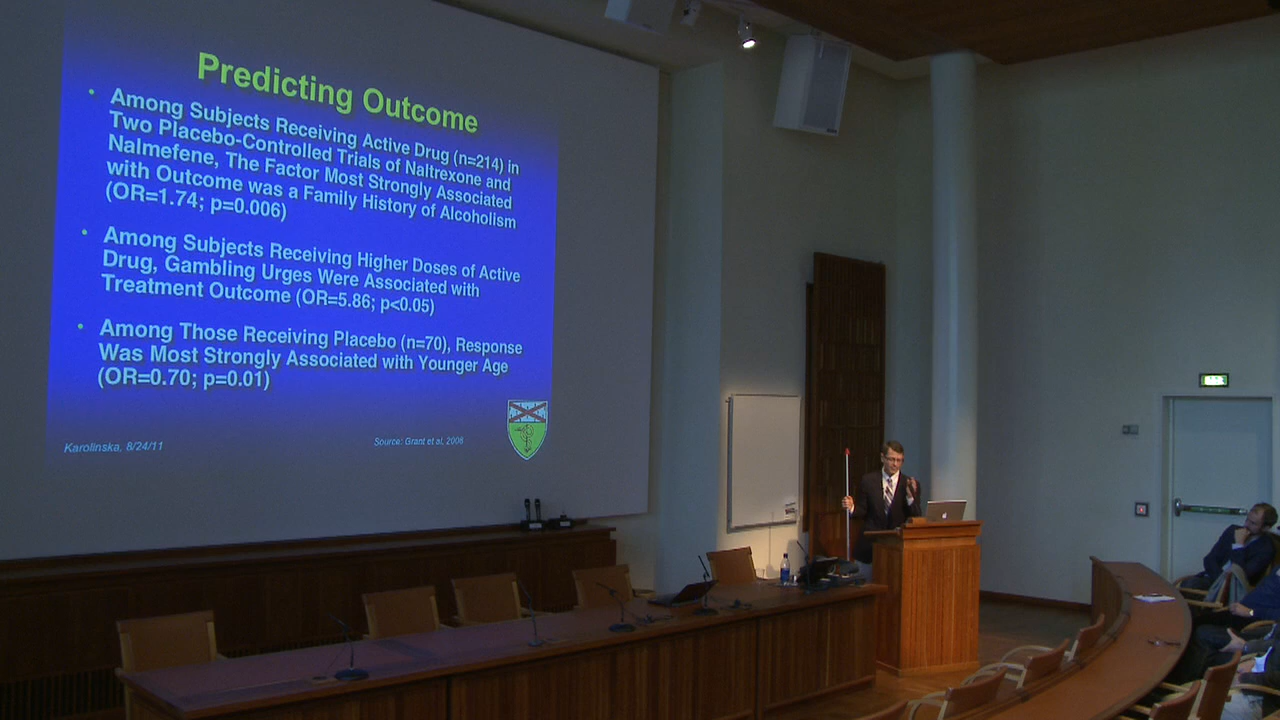 Predicting Outcome
• Among Subjects Receiving Active Drug (n=214) in
Two Placebo-Controlled Trials of Naltrexone and
Nalmefene, The Factor Most Strongly Associated
with Outcome was a Family History of Alcoholism
(OR=1.74; p=0.006)
• Among Subjects Receiving Higher Doses of Active
Drug, Gambling Urges Were Associated with
Treatment Outcome (OR=5.86; p<0.05)
• Among Those Receiving Placebo (n=70), Response
Was Most Strongly Associated with Younger Age
(OR=0.70; p=0.01)
Karolinska, 8/24/11
Source: Grant et al, 2006